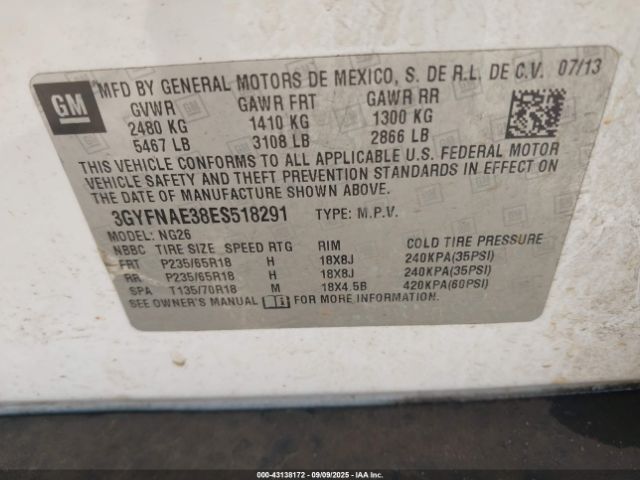 GM
MFD BY GENERAL MOTORS DE MEXICO, S. DE R.L. DE C.V. 07/13
GVWR GAWR FRT GAWR RR
2480 KG 1410 KG 1300 KG
5467 LB 3108 LB 2866 LB
THIS VEHICLE CONFORMS TO ALL APPLICABLE U.S. FEDERAL MOTOR
VEHICLE SAFETY AND THEFT PREVENTION STANDARDS IN EFFECT ON
THE DATE OF MANUFACTURE SHOWN ABOVE.
3GYFNAE38ES518291 TYPE: M.P.V.
MODEL: NG26
NBBC TIRE SIZE SPEED RTG RIM COLD TIRE PRESSURE
FRT P235/65R18 H 18X8J 240KPA(35PSI)
RR P235/65R18 H 18X8J 240KPA(35PSI)
SPA T135/70R18 M 18X4.5B 420KPA(60PSI)
SEE OWNER'S MANUAL FOR MORE INFORMATION.
000-43138172 - 09/09/2025 - IAA Inc.